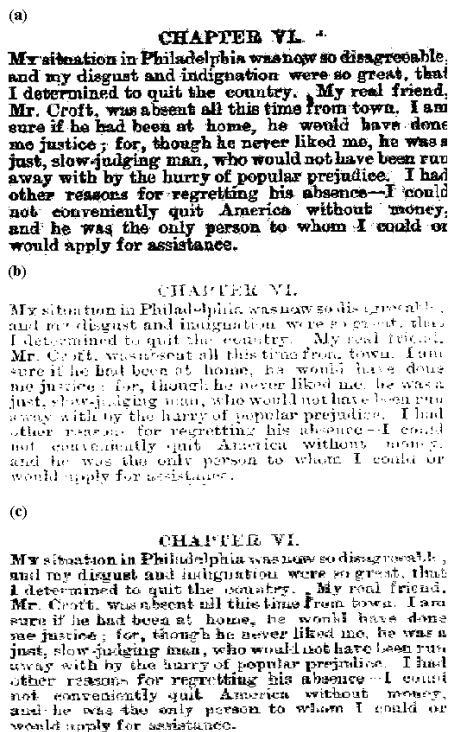 (a)
CHAPTER VI.
My situation in Philadelphia was now so disagreeable,
and my disgust and indignation were so great, that
I determined to quit the country. My real friend,
Mr. Croft, was absent all this time from town. I am
sure if he had been at home, he would have done
me justice; for, though he never liked me, he was a
just, slow-judging man, who would not have been run
away with by the hurry of popular prejudice. I had
other reasons for regretting his absence—I could
not conveniently quit America without money,
and he was the only person to whom I could or
would apply for assistance.
(b)
CHAPTER VI.
My situation in Philadelphia was now so disagreeable,
and my disgust and indignation were so great, that
I determined to quit the country. My real friend,
Mr. Croft, was absent all this time from town. I am
sure if he had been at home, he would have done
me justice; for, though he never liked me, he was a
just, slow-judging man, who would not have been run
away with by the hurry of popular prejudice. I had
other reasons for regretting his absence—I could
not conveniently quit America without money,
and he was the only person to whom I could or
would apply for assistance.
(c)
CHAPTER VI.
My situation in Philadelphia was now so disagreeable,
and my disgust and indignation were so great, that
I determined to quit the country. My real friend,
Mr. Croft, was absent all this time from town. I am
sure if he had been at home, he would have done
me justice; for, though he never liked me, he was a
just, slow-judging man, who would not have been run
away with by the hurry of popular prejudice. I had
other reasons for regretting his absence—I could
not conveniently quit America without money,
and he was the only person to whom I could or
would apply for assistance.